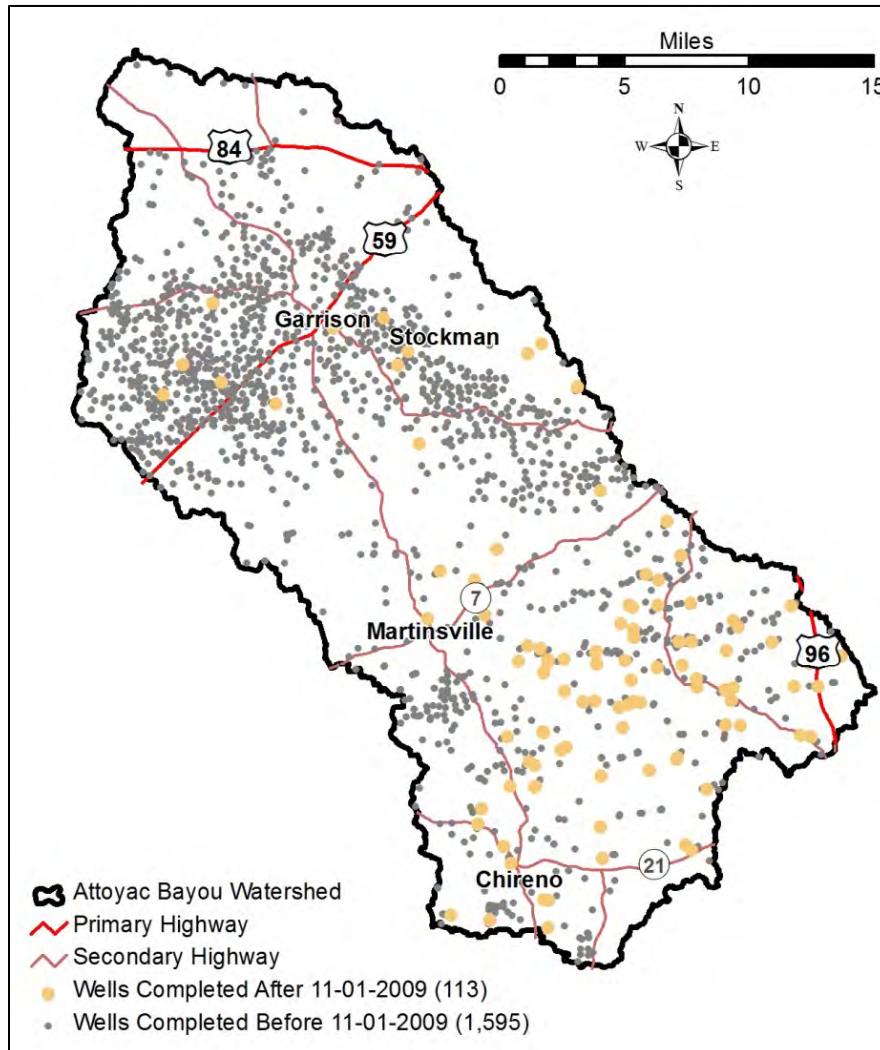 Miles
0 5 10 15
N
W E
S
84
59
Garrison
Stockman
7
Martinsville
96
21
Chireno
Attoyac Bayou Watershed
Primary Highway
Secondary Highway
Wells Completed After 11-01-2009 (113)
Wells Completed Before 11-01-2009 (1,595)